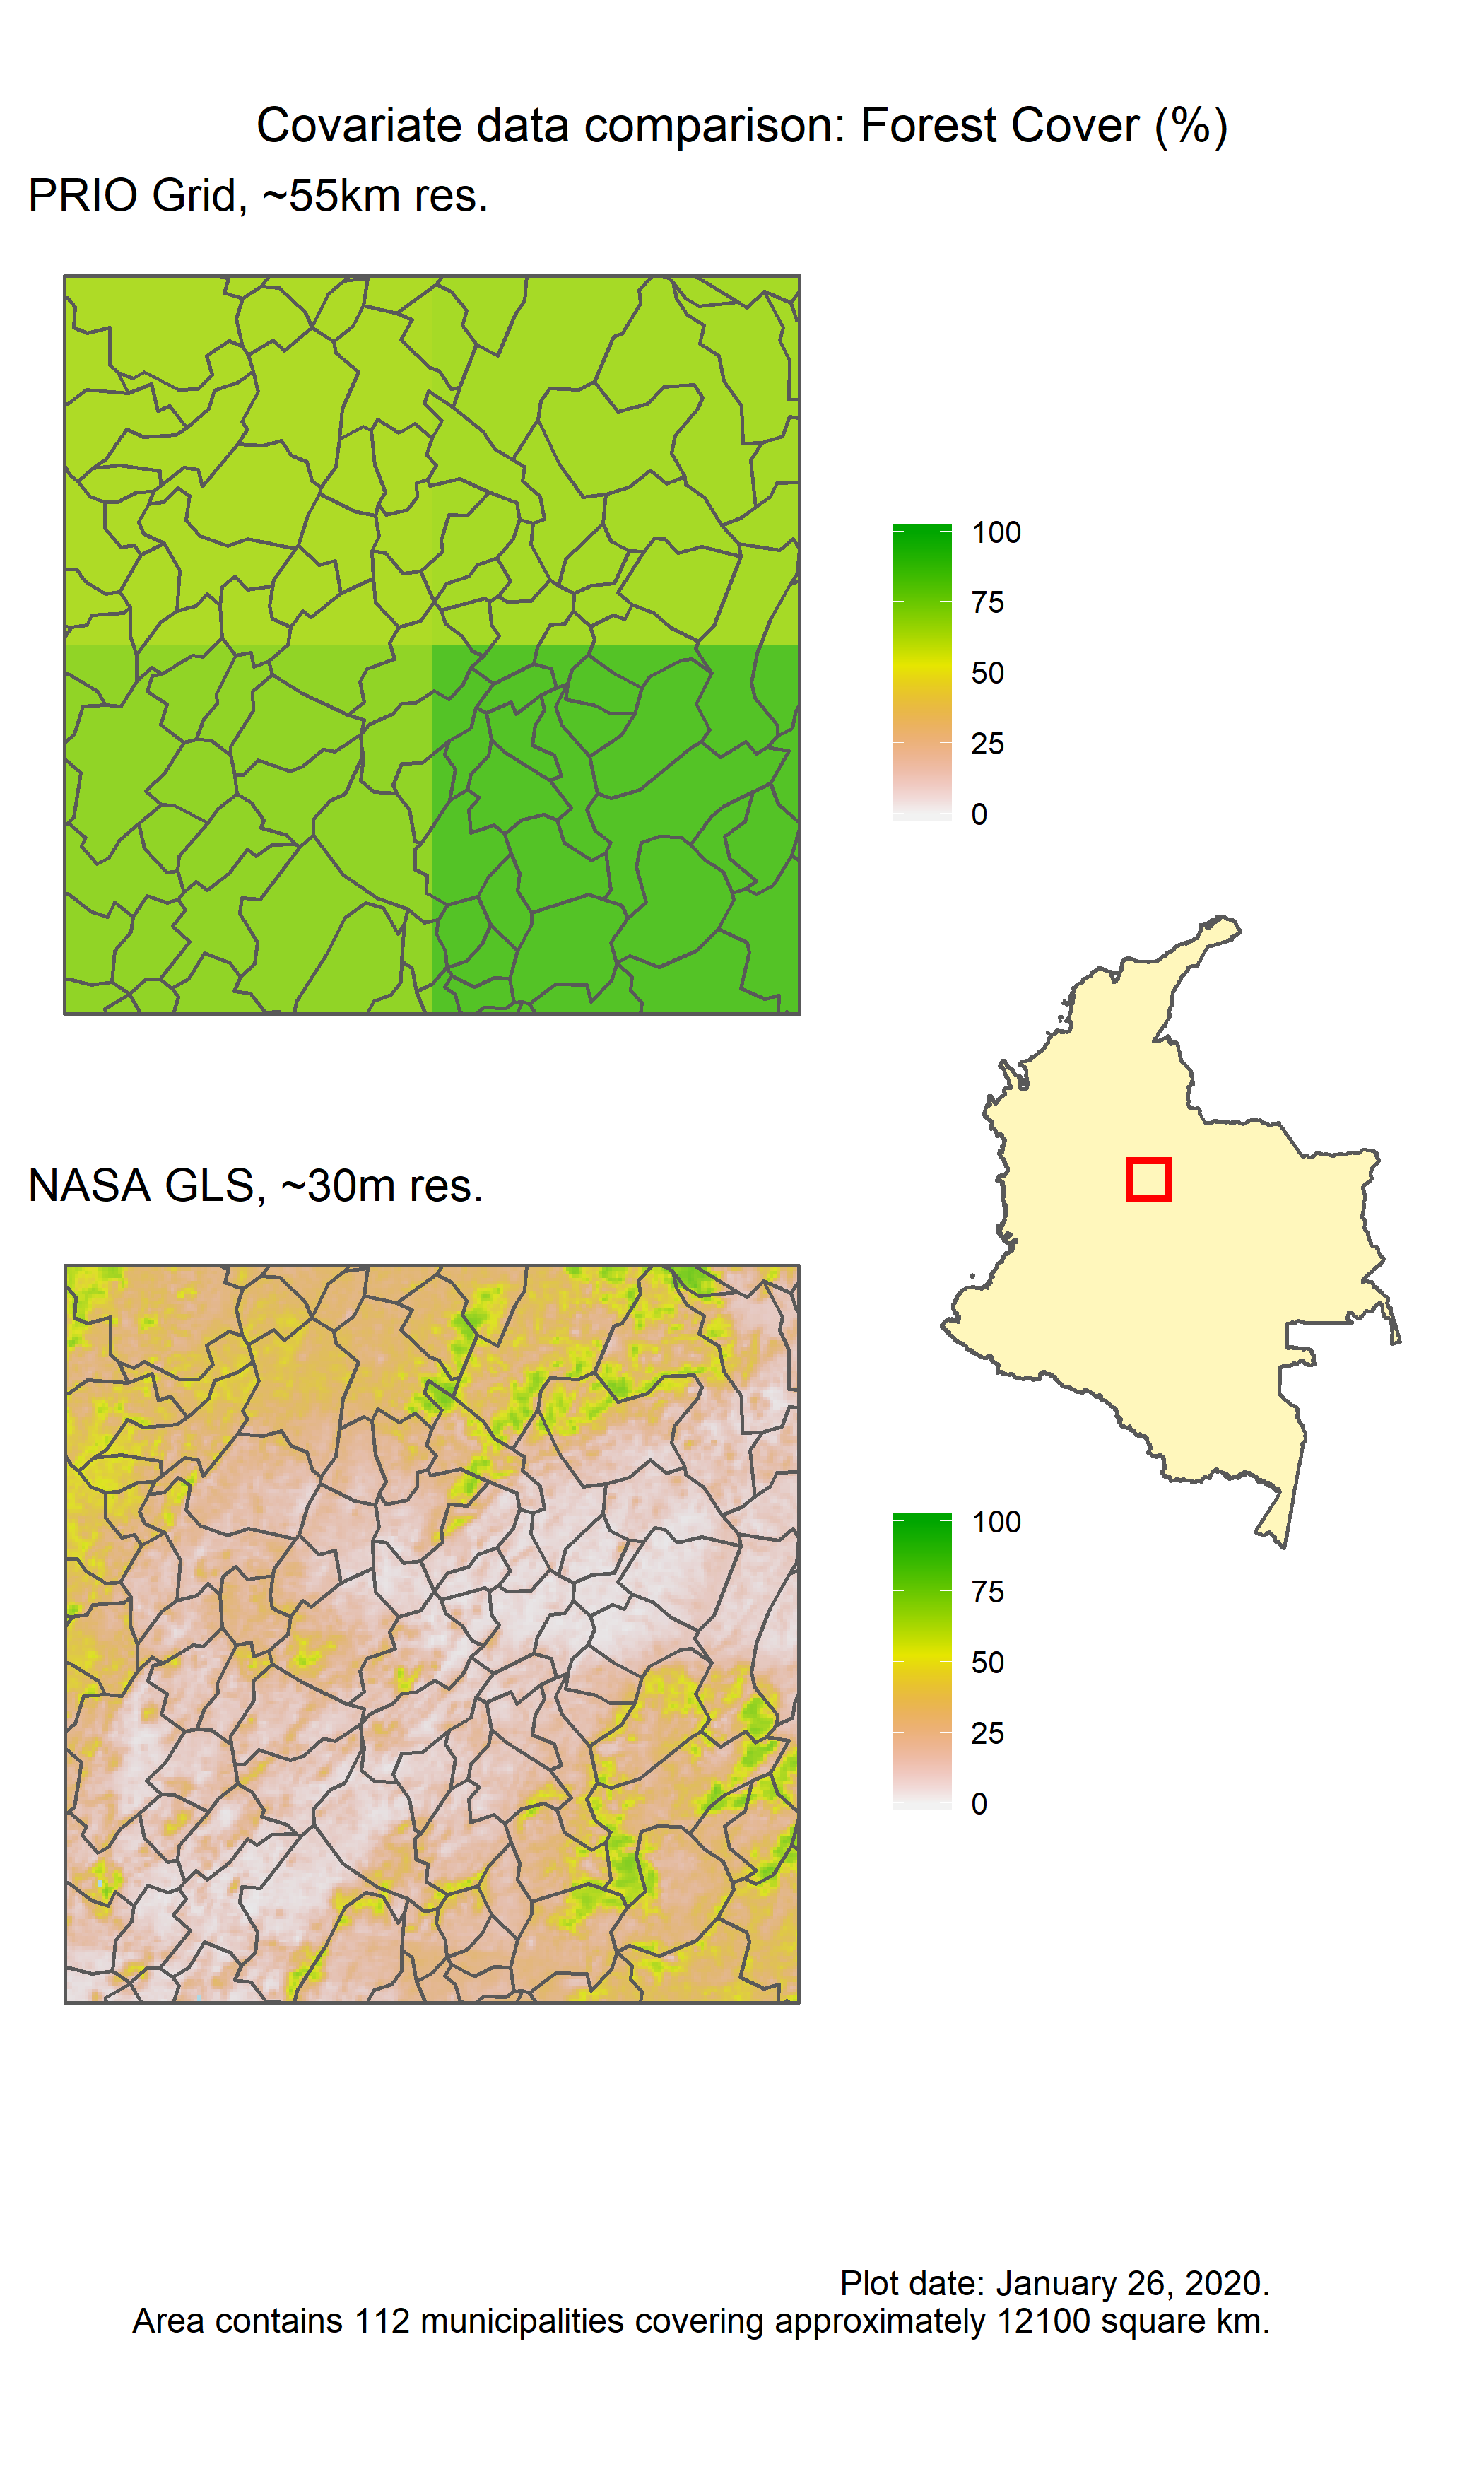 Covariate data comparison: Forest Cover (%)
PRIO Grid, ~55km res.
100
75
50
25
0
NASA GLS, ~30m res.
100
75
50
25
0
Plot date: January 26, 2020.
Area contains 112 municipalities covering approximately 12100 square km.